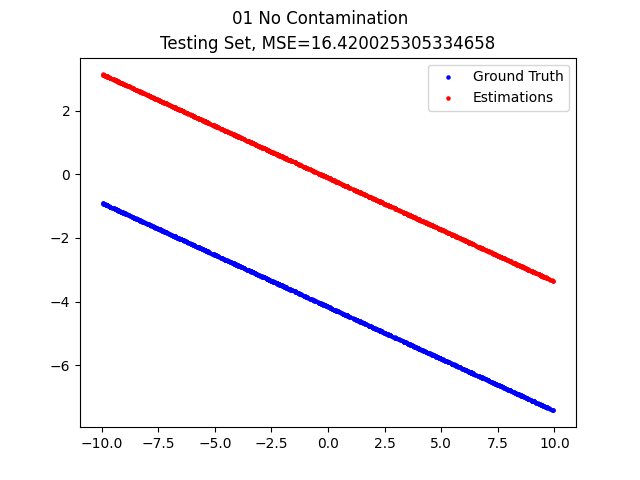 01 No Contamination
Testing Set, MSE=16.420025305334658
Ground Truth
Estimations
2
0
−2
−4
−6
−10.0 −7.5 −5.0 −2.5 0.0 2.5 5.0 7.5 10.0